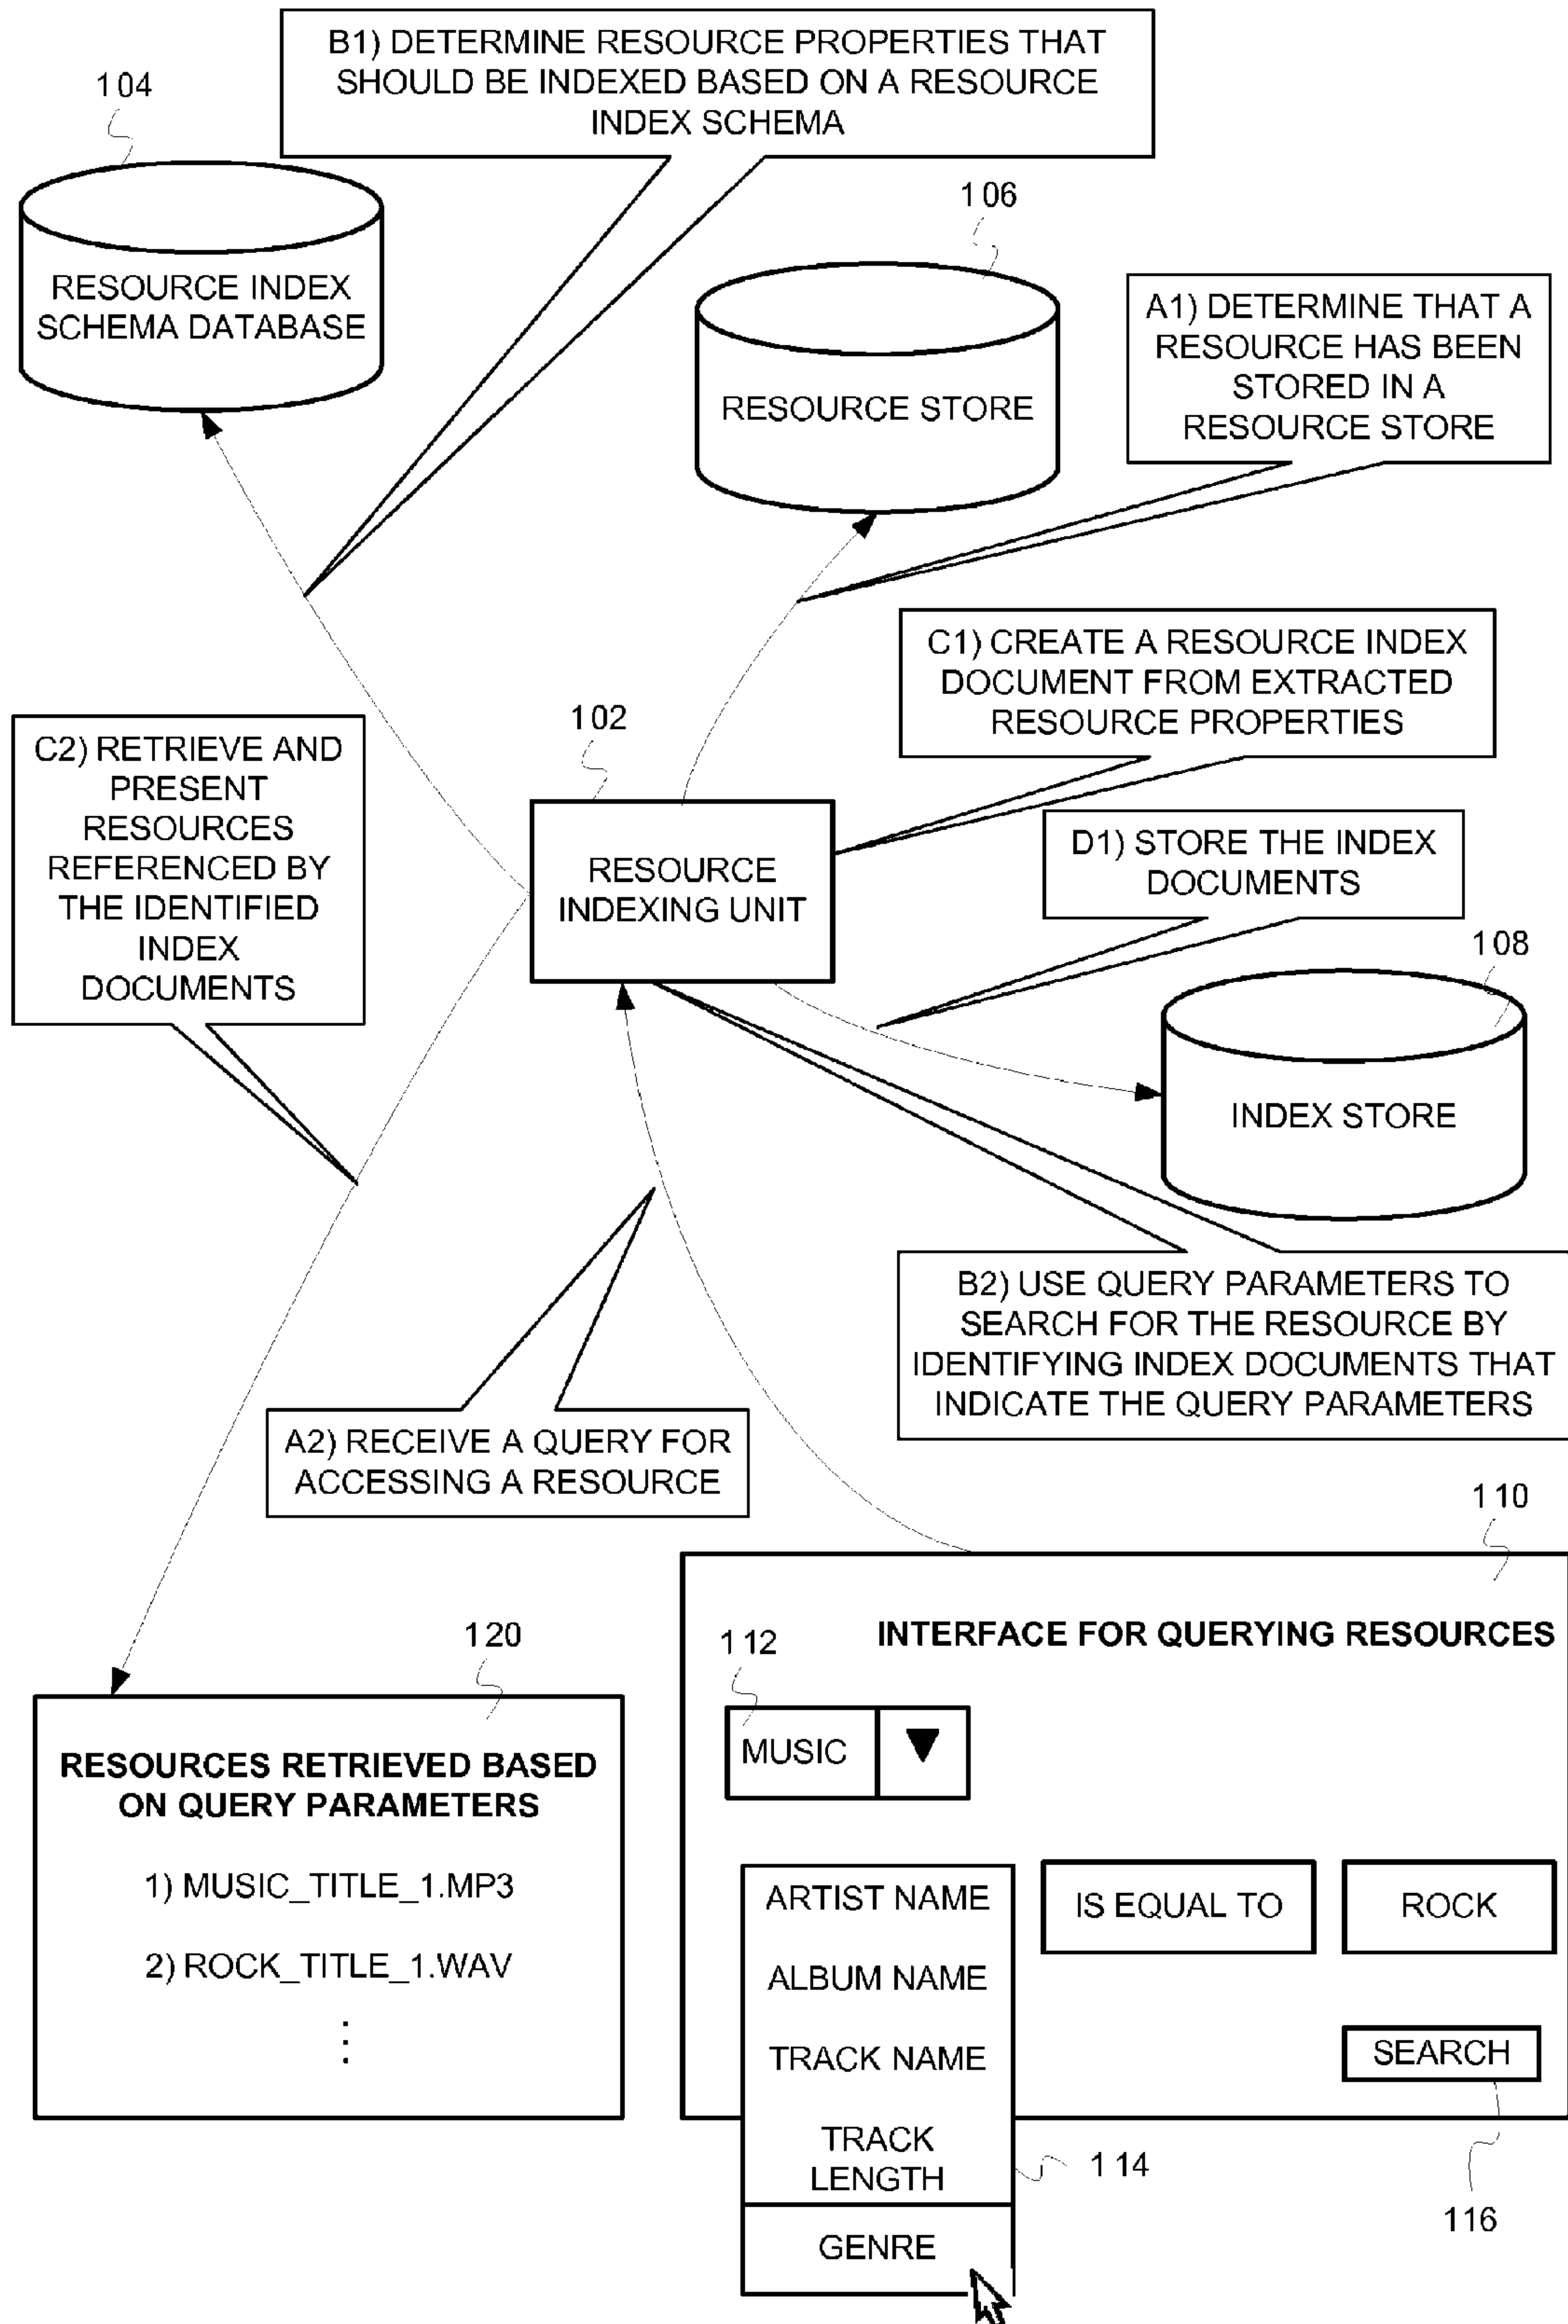 B1) DETERMINE RESOURCE PROPERTIES THAT
SHOULD BE INDEXED BASED ON A RESOURCE
INDEX SCHEMA
104
RESOURCE INDEX
SCHEMA DATABASE
106
RESOURCE STORE
A1) DETERMINE THAT A
RESOURCE HAS BEEN
STORED IN A
RESOURCE STORE
C1) CREATE A RESOURCE INDEX
DOCUMENT FROM EXTRACTED
RESOURCE PROPERTIES
C2) RETRIEVE AND
PRESENT
RESOURCES
REFERENCED BY
THE IDENTIFIED
INDEX
DOCUMENTS
102
RESOURCE
INDEXING UNIT
D1) STORE THE INDEX
DOCUMENTS
108
INDEX STORE
B2) USE QUERY PARAMETERS TO
SEARCH FOR THE RESOURCE BY
IDENTIFYING INDEX DOCUMENTS THAT
INDICATE THE QUERY PARAMETERS
A2) RECEIVE A QUERY FOR
ACCESSING A RESOURCE
110
INTERFACE FOR QUERYING RESOURCES
112
MUSIC
120
RESOURCES RETRIEVED BASED
ON QUERY PARAMETERS
1) MUSIC_TITLE_1.MP3
2) ROCK_TITLE_1.WAV
ARTIST NAME
IS EQUAL TO
ROCK
ALBUM NAME
TRACK NAME
SEARCH
TRACK
LENGTH
114
116
GENRE